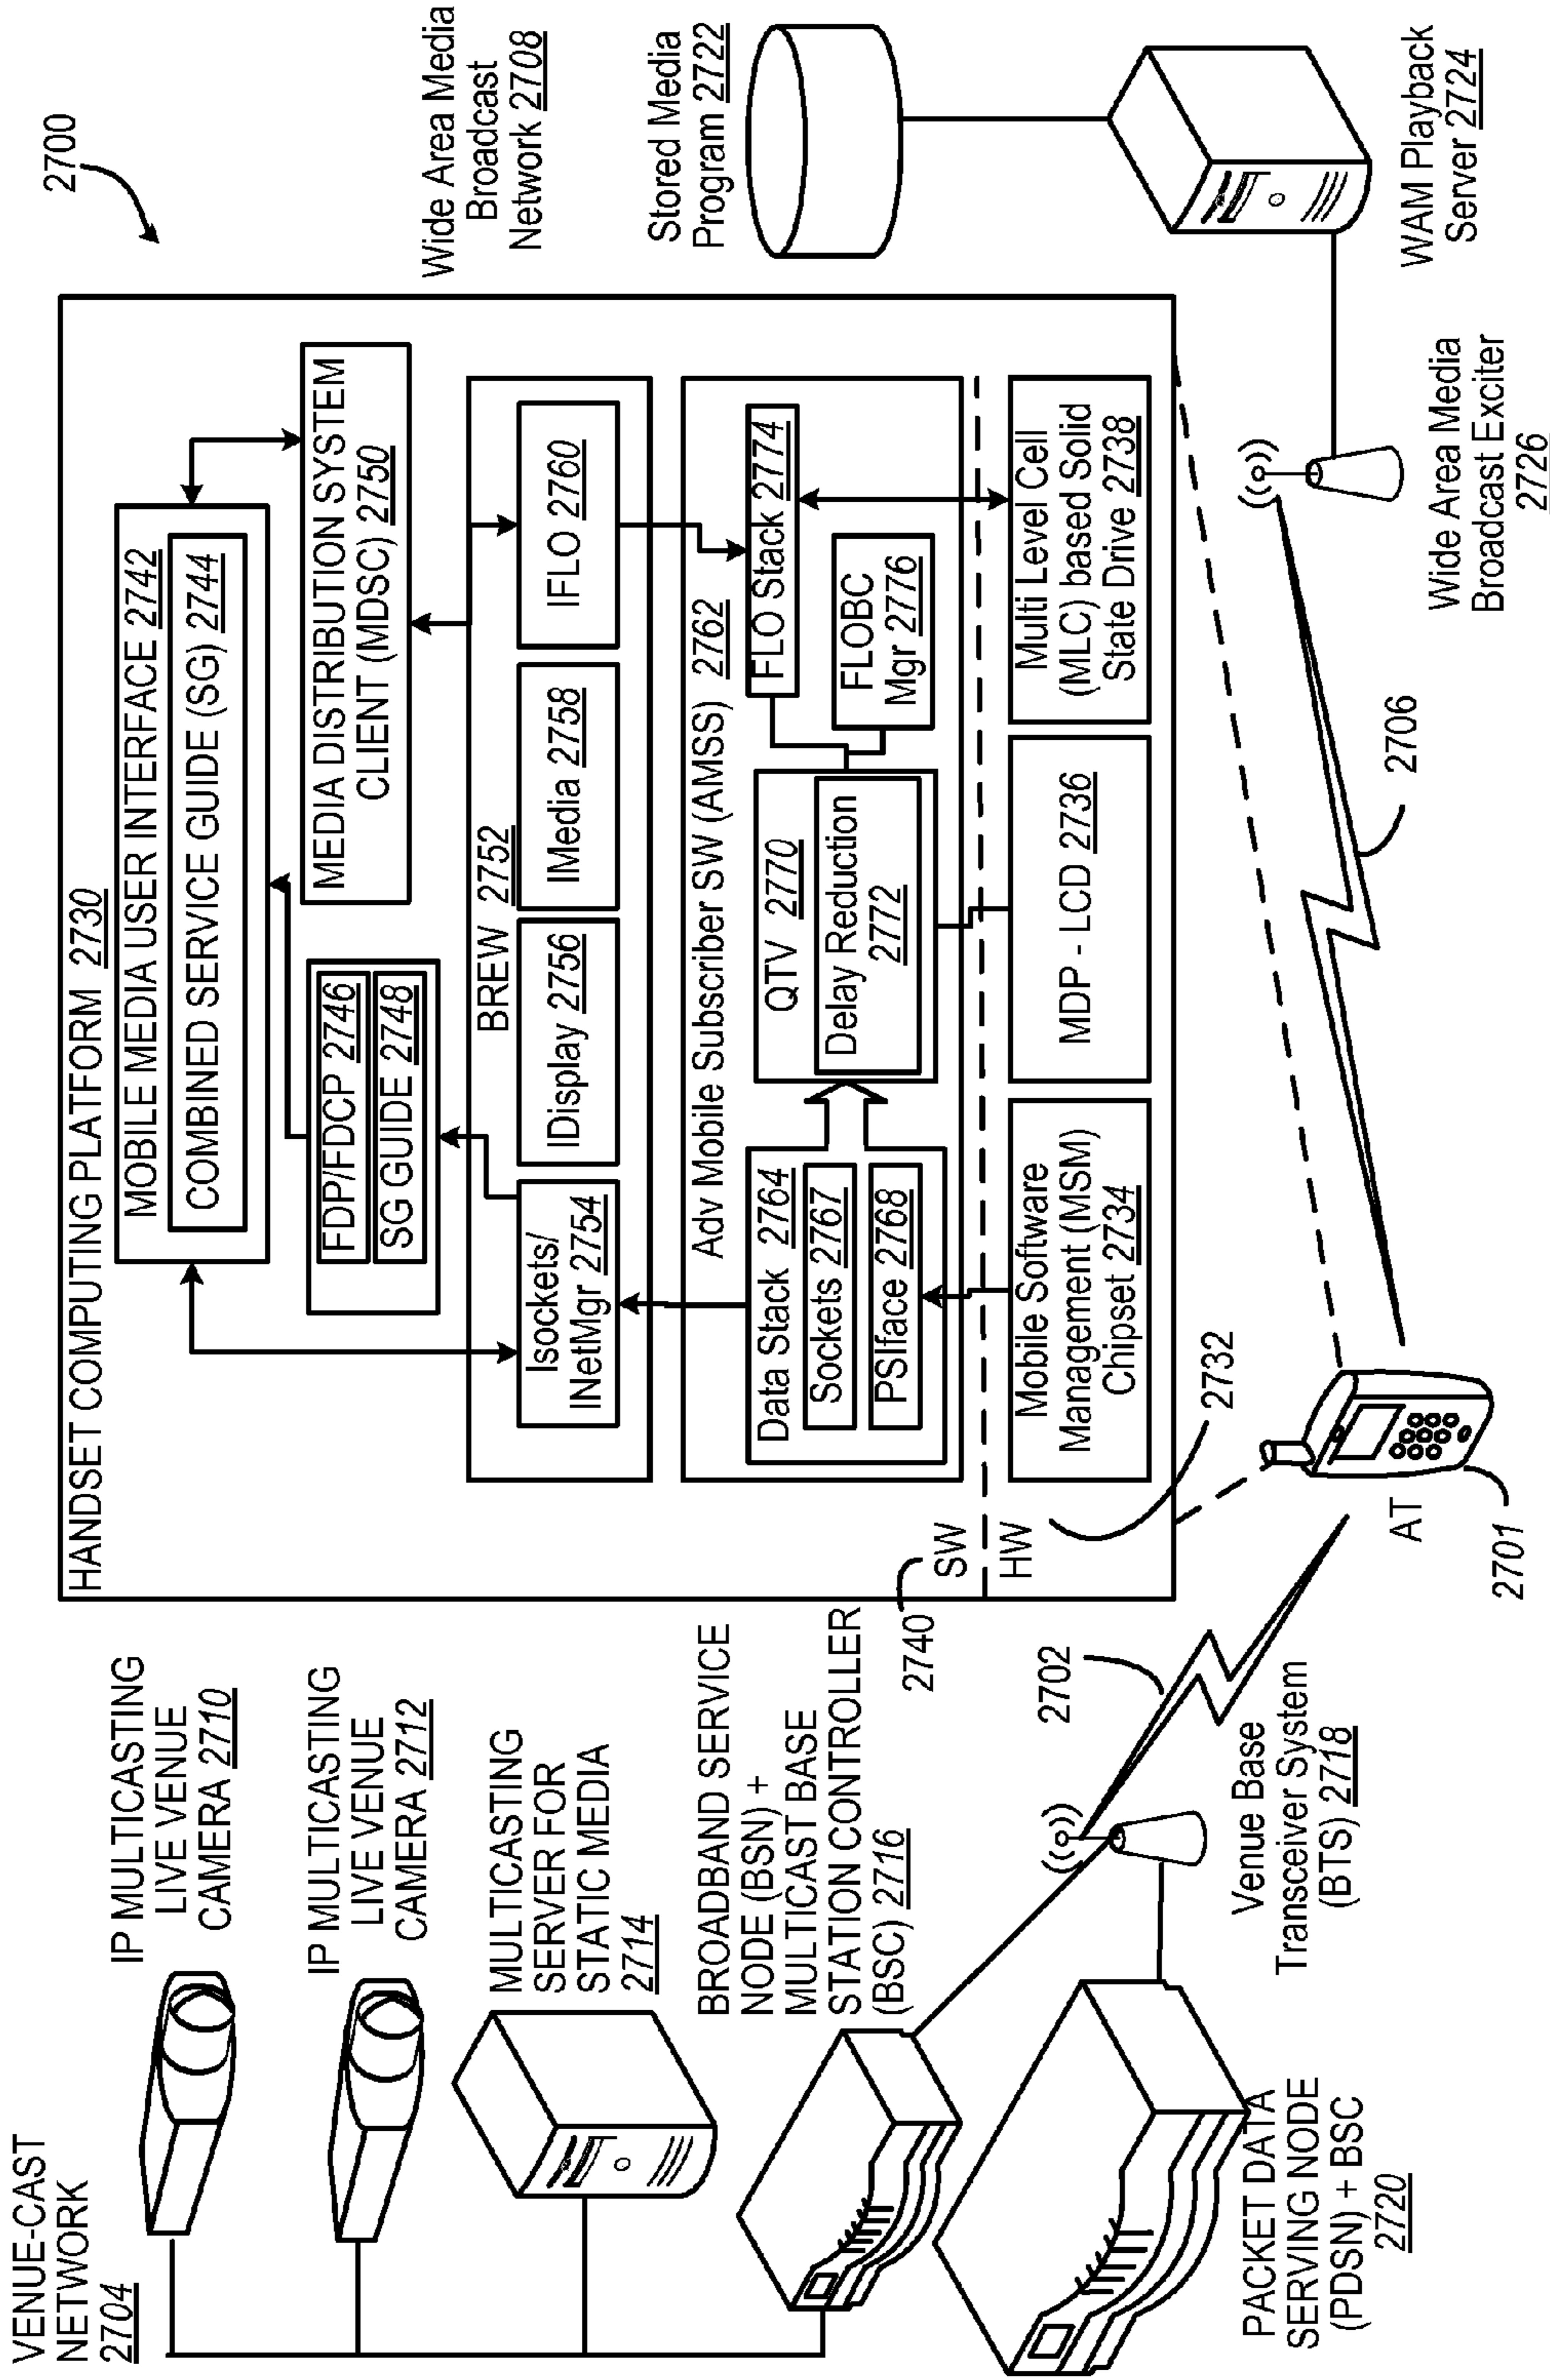 2700
VENUE-CAST
NETWORK
2704
IP MULTICASTING
LIVE VENUE
CAMERA 2710
IP MULTICASTING
LIVE VENUE
CAMERA 2712
MULTICASTING
SERVER FOR
STATIC MEDIA
2714
BROADBAND SERVICE
NODE (BSN) +
MULTICAST BASE
STATION CONTROLLER
(BSC) 2716
PACKET DATA
SERVING NODE
(PDSN) + BSC
2720
Venue Base
Transceiver System
(BTS) 2718
2702
2740
HANDSET COMPUTING PLATFORM 2730
MOBILE MEDIA USER INTERFACE 2742
COMBINED SERVICE GUIDE (SG) 2744
FDP/FDCP 2746
SG GUIDE 2748
MEDIA DISTRIBUTION SYSTEM
CLIENT (MDSC) 2750
BREW 2752
Isockets/
INetMgr 2754
IDisplay 2756
IMedia 2758
IFLO 2760
Adv Mobile Subscriber SW (AMSS) 2762
Data Stack 2764
Sockets 2767
PSIface 2768
QTV 2770
Delay Reduction
2772
FLO Stack 2774
FLOBC
Mgr 2776
SW
HW
Mobile Software
Management (MSM)
Chipset 2734
MDP - LCD 2736
Multi Level Cell
(MLC) based Solid
State Drive 2738
2732
AT
2701
2706
Wide Area Media
Broadcast
Network 2708
Stored Media
Program 2722
WAM Playback
Server 2724
Wide Area Media
Broadcast Exciter
2726